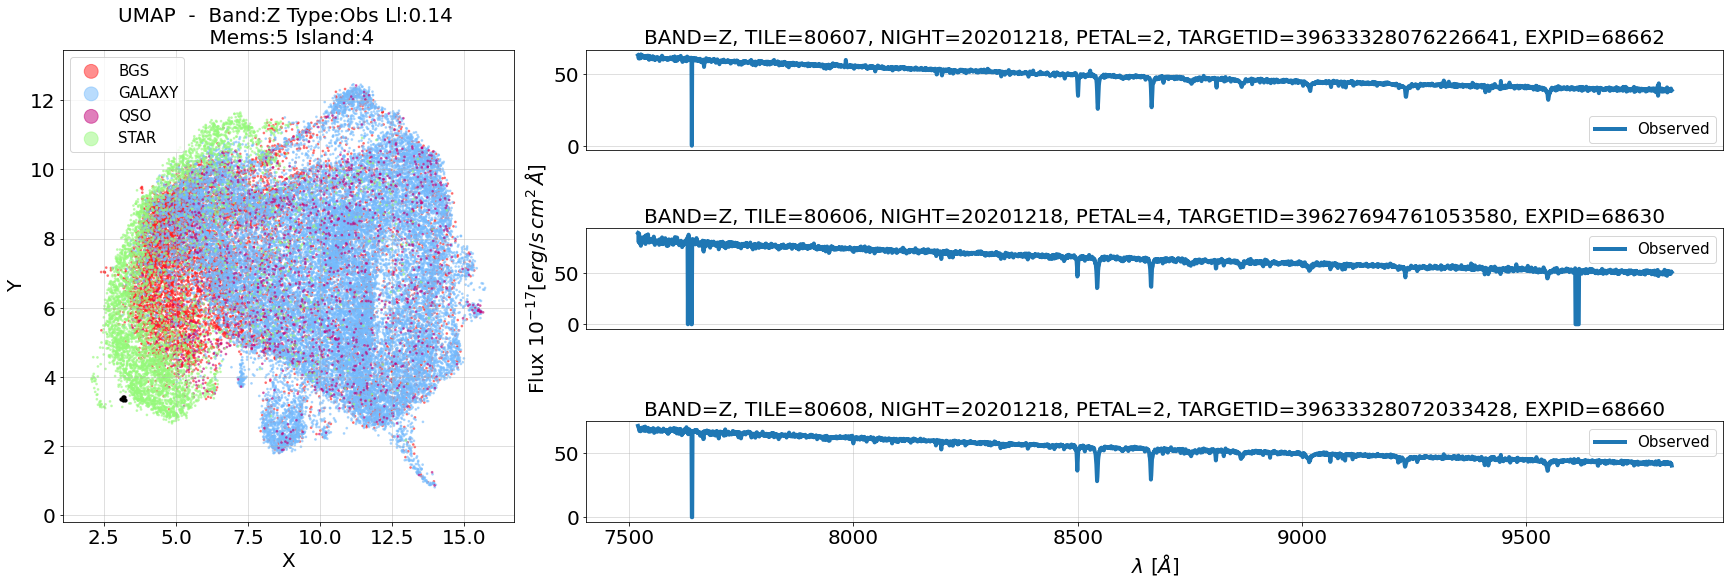 UMAP  -  Band:Z Type:Obs Ll:0.14
Mems:5 Island:4
BGS
GALAXY
QSO
STAR
12
10
8
6
4
2
0
Y
2.5 5.0 7.5 10.0 12.5 15.0
X
BAND=Z, TILE=80607, NIGHT=20201218, PETAL=2, TARGETID=39633328076226641, EXPID=68662
50
0
Observed
BAND=Z, TILE=80606, NIGHT=20201218, PETAL=4, TARGETID=39627694761053580, EXPID=68630
50
0
Observed
Flux 10⁻¹⁷[erg/s cm² Å]
BAND=Z, TILE=80608, NIGHT=20201218, PETAL=2, TARGETID=39633328072033428, EXPID=68660
50
0
Observed
7500 8000 8500 9000 9500
λ [Å]